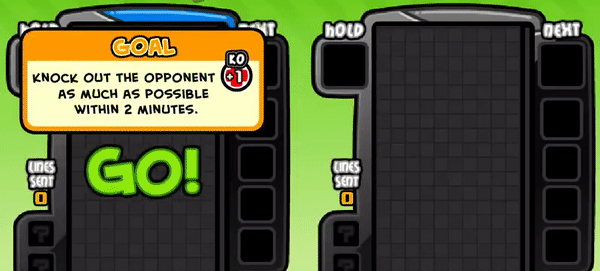 HOLD
NEXT
GOAL
KNOCK OUT THE OPPONENT
AS MUCH AS POSSIBLE
WITHIN 2 MINUTES.
KO
+1
GO!
LINES
SENT
0
?
?
HOLD
NEXT
LINES
SENT
0
?
?